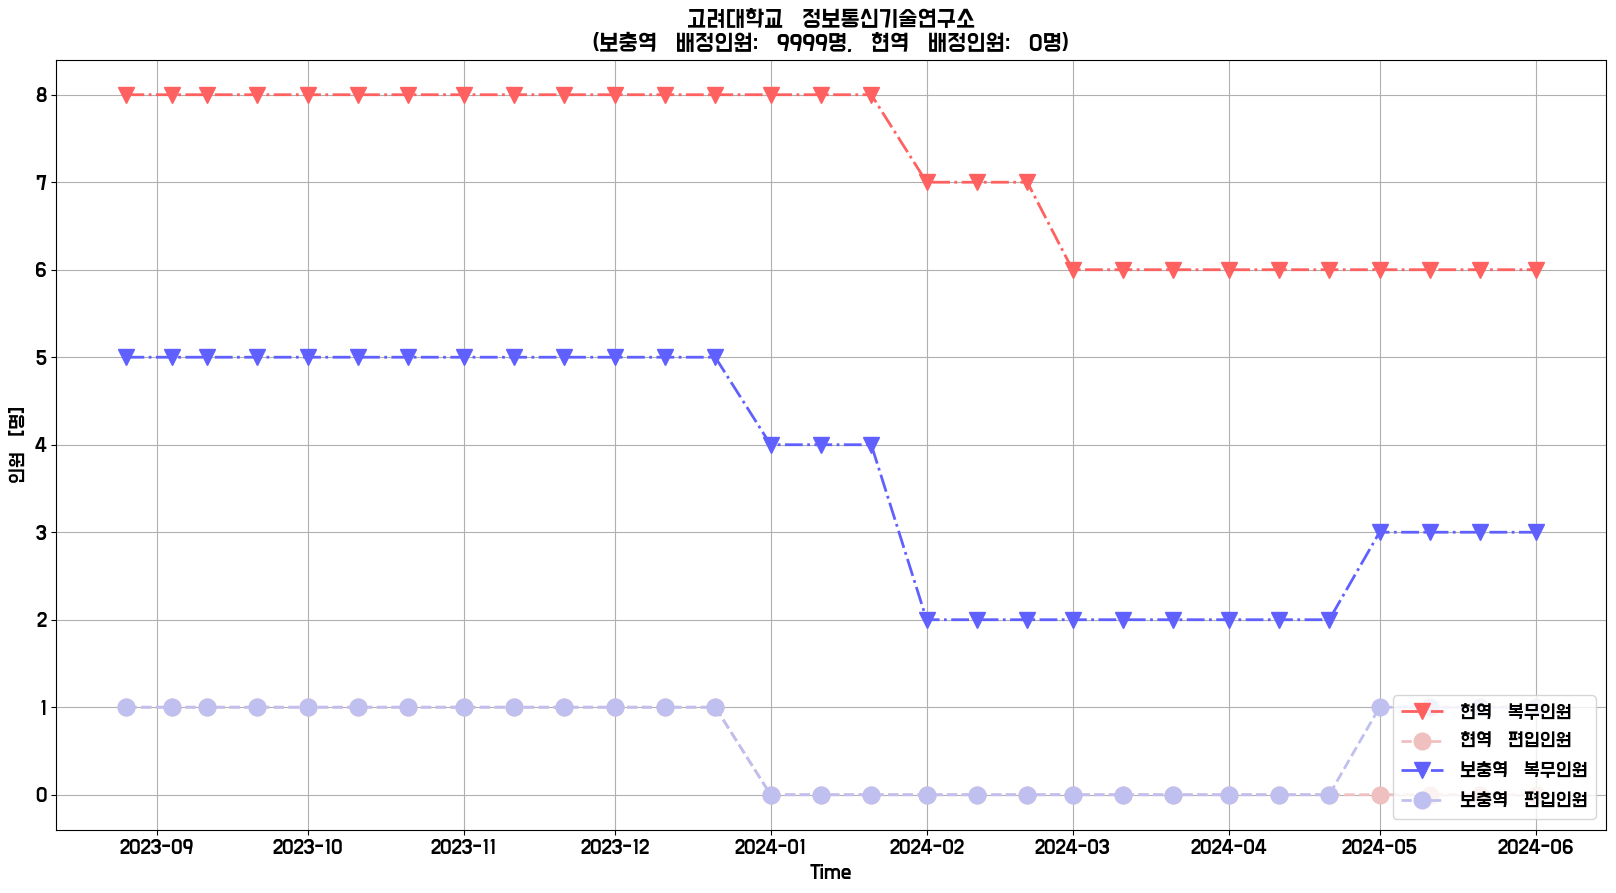 고려대학교 정보통신기술연구소
(보충역 배정인원: 9999명, 현역 배정인원: 0명)
8
7
6
5
4
3
2
1
0
인원 [명]
현역 복무인원
현역 편입인원
보충역 복무인원
보충역 편입인원
2023-09 2023-10 2023-11 2023-12 2024-01 2024-02 2024-03 2024-04 2024-05 2024-06
Time